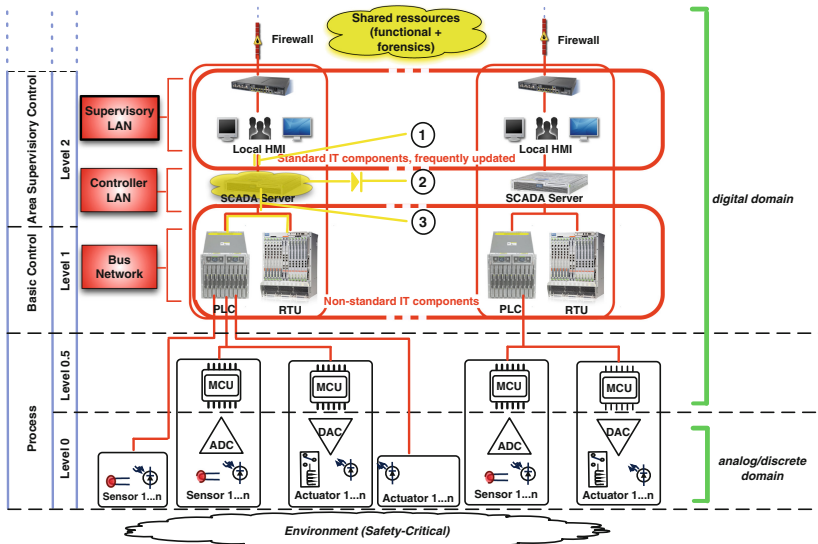 Shared ressources
(functional +
forensics)
Firewall
Firewall
Supervisory
LAN
Local HMI
Local HMI
1
Standard IT components, frequently updated
Controller
LAN
SCADA Server
SCADA Server
2
3
Bus
Network
PLC
RTU
PLC
RTU
Non-standard IT components
Area Supervisory Control
Level 2
Basic Control
Level 1
Process
Level 0.5
Level 0
digital domain
MCU
MCU
MCU
MCU
ADC
DAC
ADC
DAC
analog/discrete
domain
Sensor 1...n
Sensor 1...n
Actuator 1...n
Actuator 1...n
Sensor 1...n
Actuator 1...n
Environment (Safety-Critical)